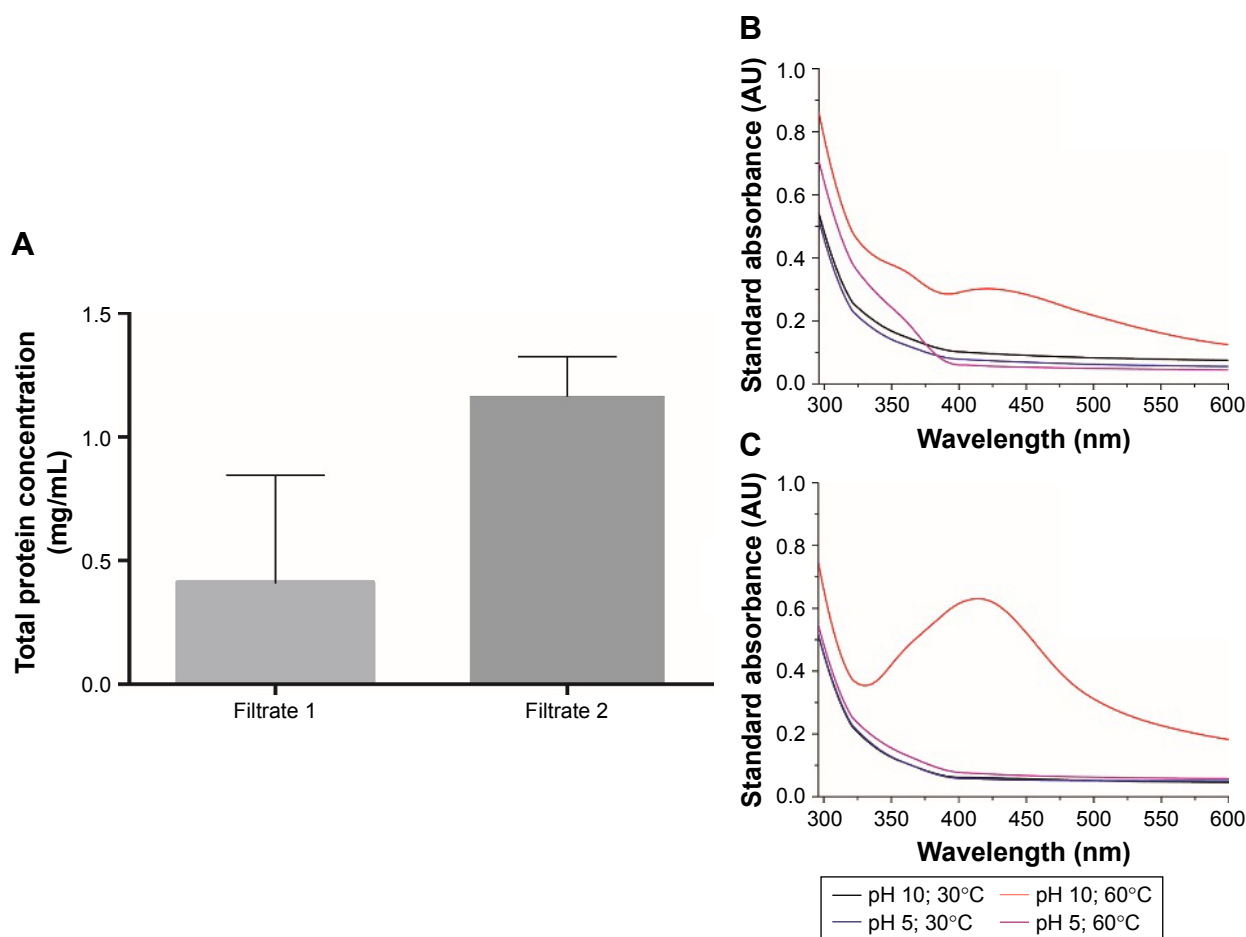 A
Total protein concentration
(mg/mL)
1.5
1.0
0.5
0.0
Filtrate 1
Filtrate 2
B
Standard absorbance (AU)
1.0
0.8
0.6
0.4
0.2
0.0
300 350 400 450 500 550 600
Wavelength (nm)
C
Standard absorbance (AU)
1.0
0.8
0.6
0.4
0.2
0.0
300 350 400 450 500 550 600
Wavelength (nm)
pH 10; 30°C pH 10; 60°C
pH 5; 30°C pH 5; 60°C